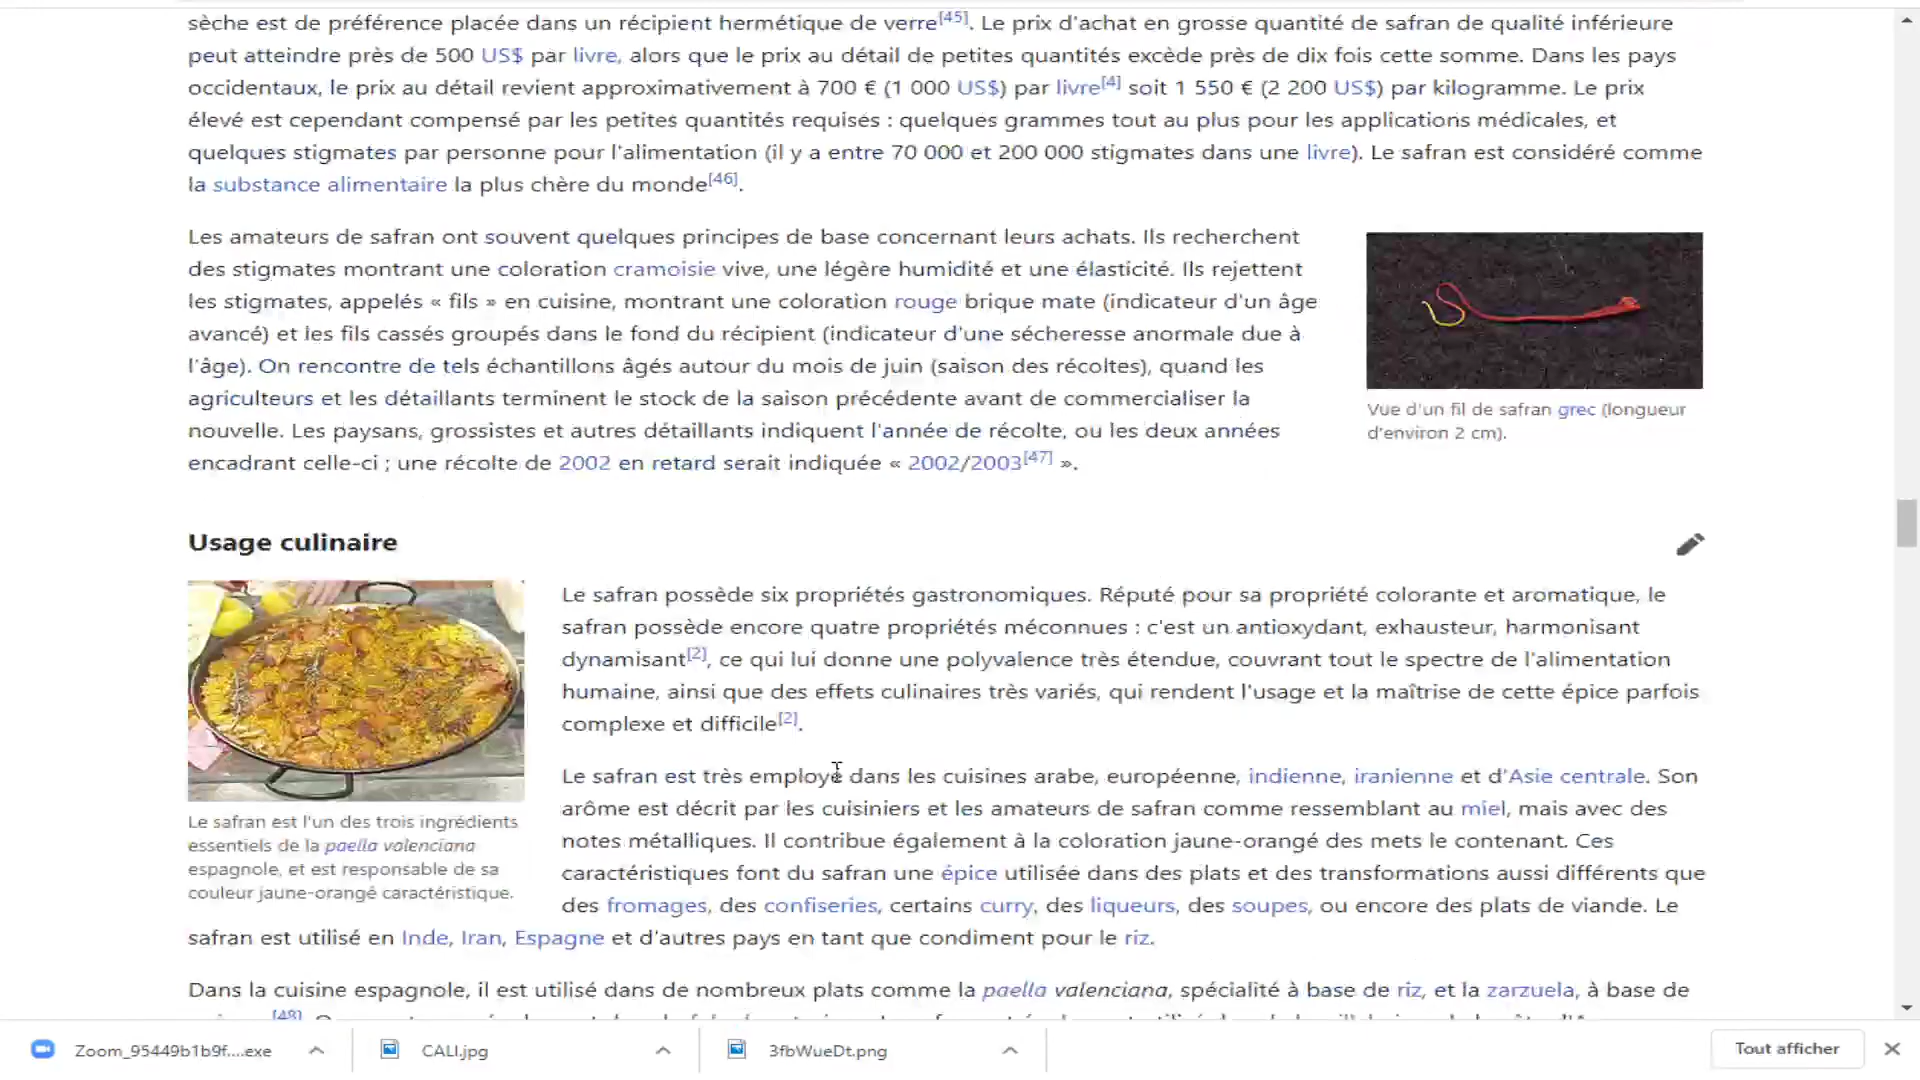 sèche est de préférence placée dans un récipient hermétique de verre[45]. Le prix d'achat en grosse quantité de safran de qualité inférieure
peut atteindre près de 500 US$ par livre, alors que le prix au détail de petites quantités excède près de dix fois cette somme. Dans les pays
occidentaux, le prix au détail revient approximativement à 700 € (1 000 US$) par livre[4] soit 1 550 € (2 200 US$) par kilogramme. Le prix
élevé est cependant compensé par les petites quantités requises : quelques grammes tout au plus pour les applications médicales, et
quelques stigmates par personne pour l'alimentation (il y a entre 70 000 et 200 000 stigmates dans une livre). Le safran est considéré comme
la substance alimentaire la plus chère du monde[46].
Les amateurs de safran ont souvent quelques principes de base concernant leurs achats. Ils recherchent
des stigmates montrant une coloration cramoisie vive, une légère humidité et une élasticité. Ils rejettent
les stigmates, appelés « fils » en cuisine, montrant une coloration rouge brique mate (indicateur d'un âge
avancé) et les fils cassés groupés dans le fond du récipient (indicateur d'une sécheresse anormale due à
l'âge). On rencontre de tels échantillons âgés autour du mois de juin (saison des récoltes), quand les
agriculteurs et les détaillants terminent le stock de la saison précédente avant de commercialiser la
nouvelle. Les paysans, grossistes et autres détaillants indiquent l'année de récolte, ou les deux années
encadrant celle-ci ; une récolte de 2002 en retard serait indiquée « 2002/2003[47] ».
Vue d'un fil de safran grec (longueur
d'environ 2 cm).
Usage culinaire
Le safran est l'un des trois ingrédients
essentiels de la paella valenciana
espagnole, et est responsable de sa
couleur jaune-orangé caractéristique.
Le safran possède six propriétés gastronomiques. Réputé pour sa propriété colorante et aromatique, le
safran possède encore quatre propriétés méconnues : c'est un antioxydant, exhausteur, harmonisant
dynamisant[2], ce qui lui donne une polyvalence très étendue, couvrant tout le spectre de l'alimentation
humaine, ainsi que des effets culinaires très variés, qui rendent l'usage et la maîtrise de cette épice parfois
complexe et difficile[2].
Le safran est très employé dans les cuisines arabe, européenne, indienne, iranienne et d'Asie centrale. Son
arôme est décrit par les cuisiniers et les amateurs de safran comme ressemblant au miel, mais avec des
notes métalliques. Il contribue également à la coloration jaune-orangé des mets le contenant. Ces
caractéristiques font du safran une épice utilisée dans des plats et des transformations aussi différents que
des fromages, des confiseries, certains curry, des liqueurs, des soupes, ou encore des plats de viande. Le
safran est utilisé en Inde, Iran, Espagne et d'autres pays en tant que condiment pour le riz.
Dans la cuisine espagnole, il est utilisé dans de nombreux plats comme la paella valenciana, spécialité à base de riz, et la zarzuela, à base de
[48]
Zoom_95449b1b9f....exe
CALI.jpg
3fbWueDt.png
Tout afficher